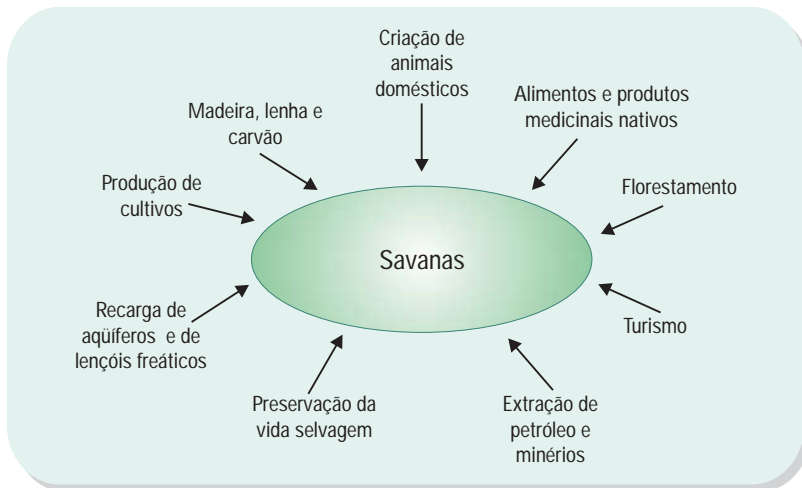 Criação de
animais
domésticos
Alimentos e produtos
medicinais nativos
Madeira, lenha e
carvão
Florestamento
Produção de
cultivos
Savanas
Recarga de
aqüíferos e de
lençóis freáticos
Turismo
Preservação da
vida selvagem
Extração de
petróleo e
minérios